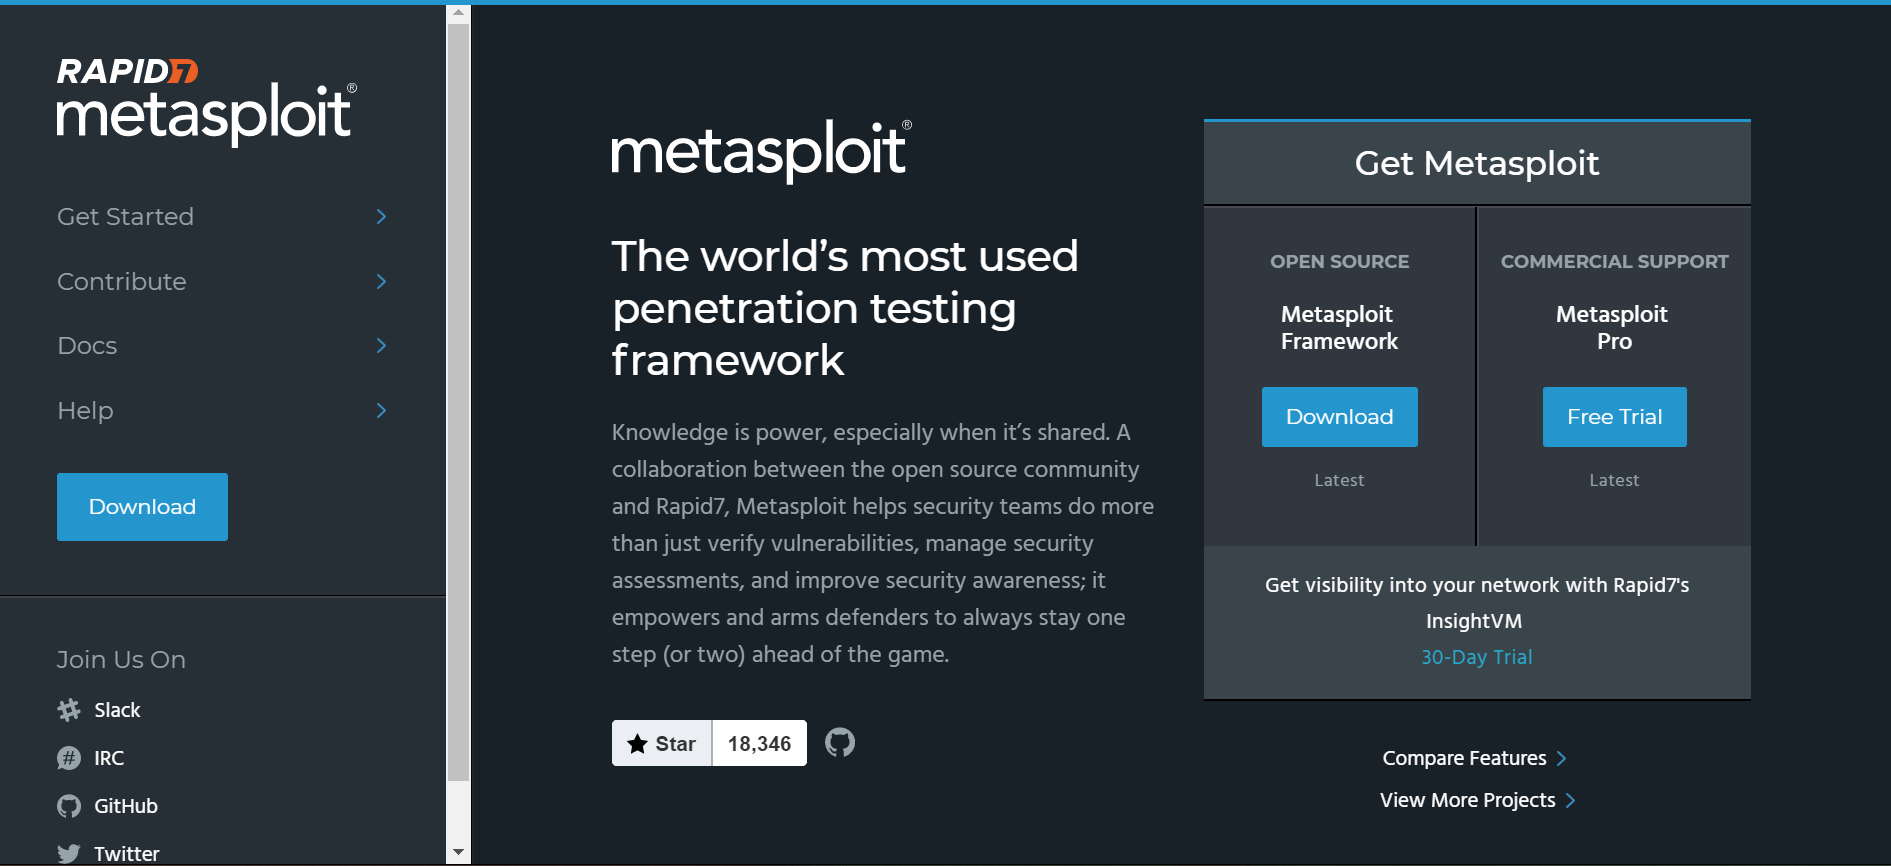 RAPID7
metasploit®
Get Started
Contribute
Docs
Help
Download
Join Us On
Slack
IRC
GitHub
Twitter
metasploit®
The world’s most used
penetration testing
framework
Knowledge is power, especially when it’s shared. A
collaboration between the open source community
and Rapid7, Metasploit helps security teams do more
than just verify vulnerabilities, manage security
assessments, and improve security awareness; it
empowers and arms defenders to always stay one
step (or two) ahead of the game.
Star 18,346
Get Metasploit
OPEN SOURCE
Metasploit
Framework
Download
Latest
COMMERCIAL SUPPORT
Metasploit
Pro
Free Trial
Latest
Get visibility into your network with Rapid7's
InsightVM
30-Day Trial
Compare Features
View More Projects